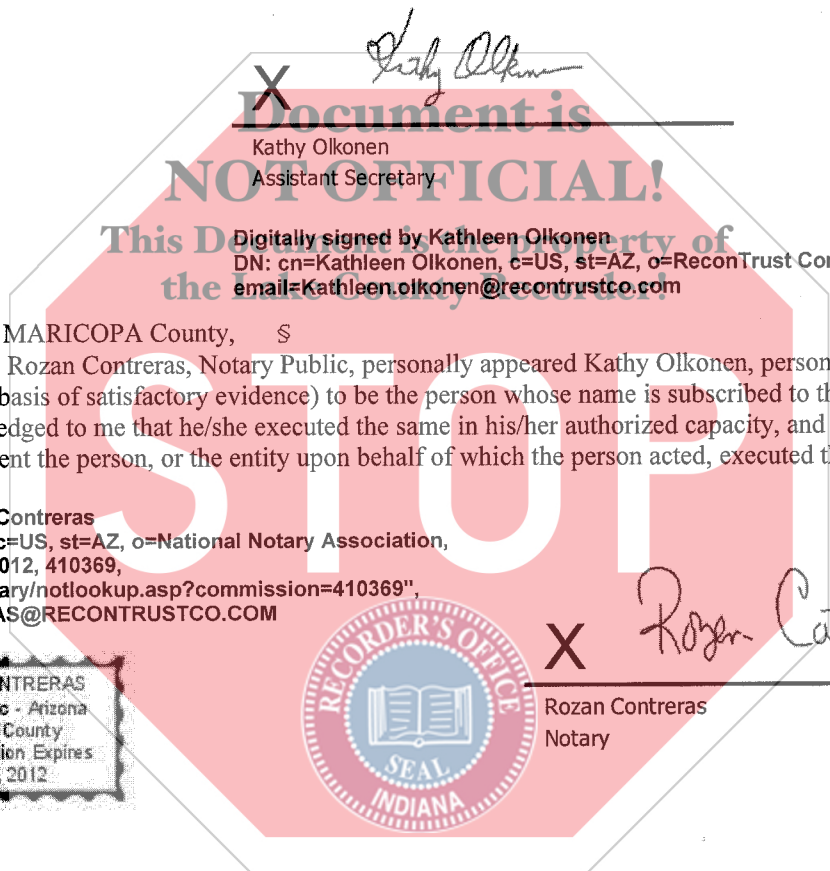 Kathy Olkonen
X
Document is
Kathy Olkonen
NOT OFFICIAL!
Assistant Secretary
This Document is the property of
Digitally signed by Kathleen Olkonen
DN: cn=Kathleen Olkonen, c=US, st=AZ, o=ReconTrust Cor
the Lake County Recorder!
email=Kathleen.olkonen@recontrustco.com
MARICOPA County, §
Rozan Contreras, Notary Public, personally appeared Kathy Olkonen, person
basis of satisfactory evidence) to be the person whose name is subscribed to th
edged to me that he/she executed the same in his/her authorized capacity, and
ent the person, or the entity upon behalf of which the person acted, executed th
STOP
Contreras
c=US, st=AZ, o=National Notary Association,
012, 410369,
ary/notlookup.asp?commission=410369",
AS@RECONTRUSTCO.COM
RECORDER'S OFFICE
SEAL
INDIANA
X
Rozan Co
NTRERAS
c - Arizona
County
ion Expires
, 2012
Rozan Contreras
Notary